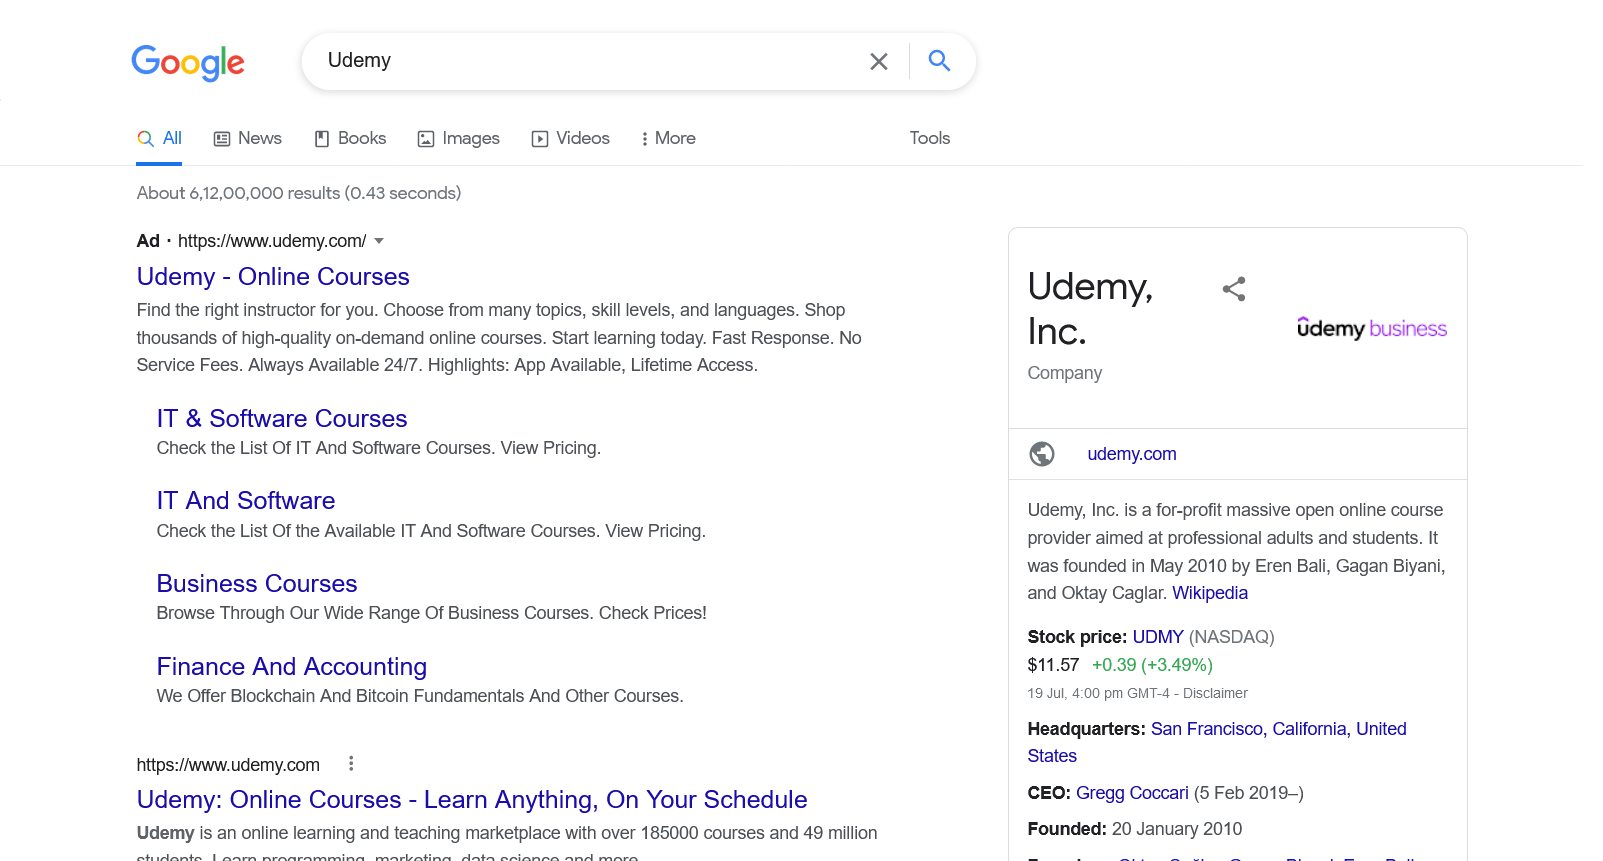 Google
Udemy
All
News
Books
Images
Videos
More
Tools
About 6,12,00,000 results (0.43 seconds)
Ad · https://www.udemy.com/
Udemy - Online Courses
Find the right instructor for you. Choose from many topics, skill levels, and languages. Shop
thousands of high-quality on-demand online courses. Start learning today. Fast Response. No
Service Fees. Always Available 24/7. Highlights: App Available, Lifetime Access.
IT & Software Courses
Check the List Of IT And Software Courses. View Pricing.
IT And Software
Check the List Of the Available IT And Software Courses. View Pricing.
Business Courses
Browse Through Our Wide Range Of Business Courses. Check Prices!
Finance And Accounting
We Offer Blockchain And Bitcoin Fundamentals And Other Courses.
https://www.udemy.com
Udemy: Online Courses - Learn Anything, On Your Schedule
Udemy is an online learning and teaching marketplace with over 185000 courses and 49 million
students. Learn programming, marketing, data science and more.
Udemy,
Inc.
Company
ûdemy business
udemy.com
Udemy, Inc. is a for-profit massive open online course
provider aimed at professional adults and students. It
was founded in May 2010 by Eren Bali, Gagan Biyani,
and Oktay Caglar. Wikipedia
Stock price: UDMY (NASDAQ)
$11.57 +0.39 (+3.49%)
19 Jul, 4:00 pm GMT-4 - Disclaimer
Headquarters: San Francisco, California, United
States
CEO: Gregg Coccari (5 Feb 2019–)
Founded: 20 January 2010